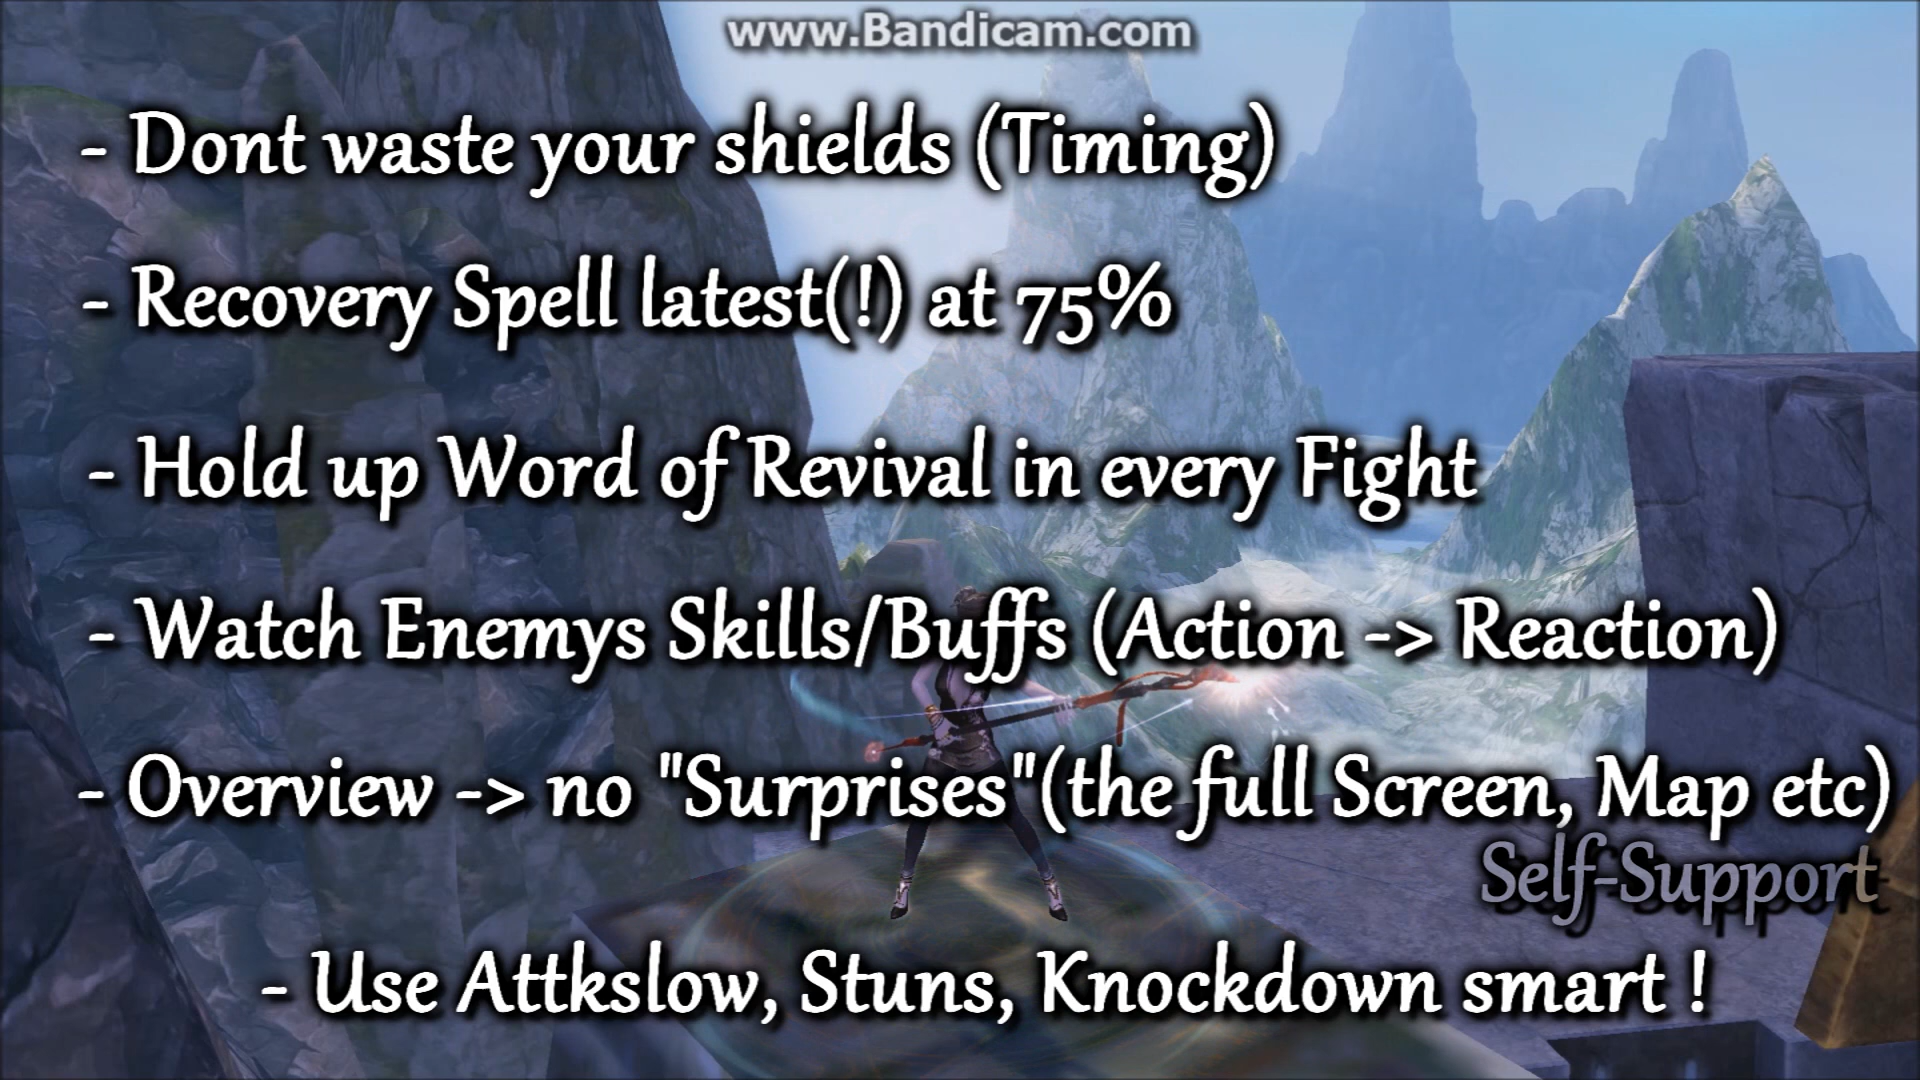 www.Bandicam.com
- Dont waste your shields (Timing)
- Recovery Spell latest(!) at 75%
- Hold up Word of Revival in every Fight
- Watch Enemys Skills/Buffs (Action -> Reaction)
- Overview -> no "Surprises"(the full Screen, Map etc)
Self-Support
- Use Attkslow, Stuns, Knockdown smart !